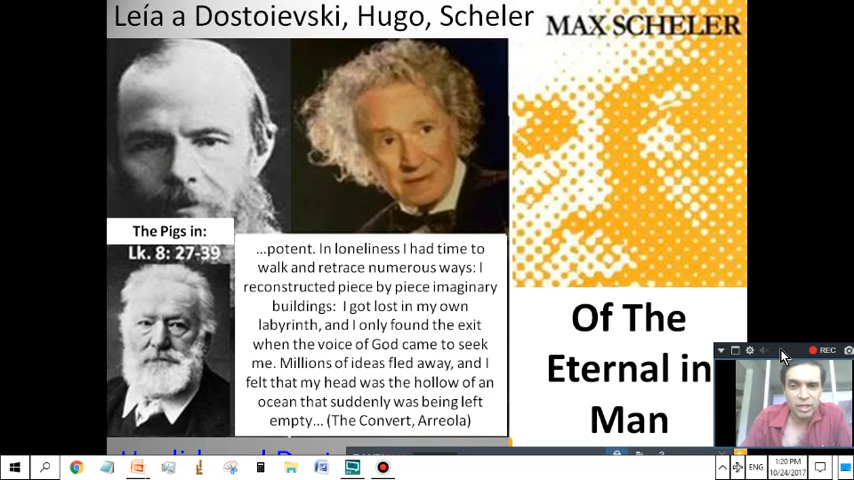 Leía a Dostoievski, Hugo, Scheler
MAX SCHELER
The Pigs in:
Lk. 8: 27-39
...potent. In loneliness I had time to
walk and retrace numerous ways: I
reconstructed piece by piece imaginary
buildings: I got lost in my own
labyrinth, and I only found the exit
when the voice of God came to seek
me. Millions of ideas fled away, and I
felt that my head was the hollow of an
ocean that suddenly was being left
empty... (The Convert, Arreola)
Of The
Eternal in
Man
REC
ENG
1:20 PM
10/24/2017